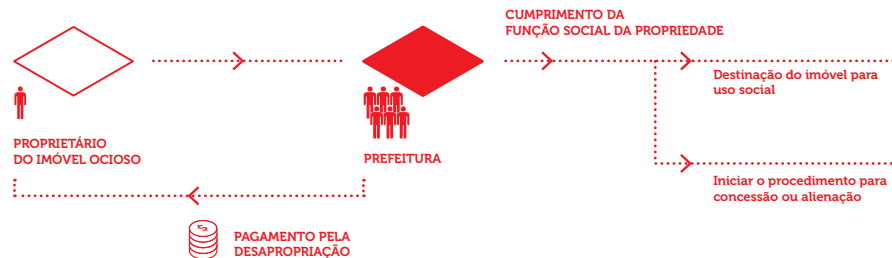 CUMPRIMENTO DA
FUNÇÃO SOCIAL DA PROPRIEDADE
Destinação do imóvel para
uso social
PROPRIETÁRIO
DO IMÓVEL OCIOSO
PREFEITURA
Iniciar o procedimento para
concessão ou alienação
PAGAMENTO PELA
DESAPROPRIAÇÃO